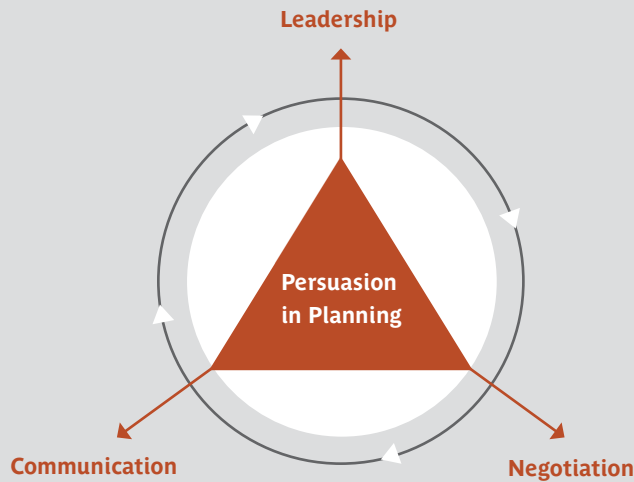 Leadership
Persuasion
in Planning
Communication
Negotiation